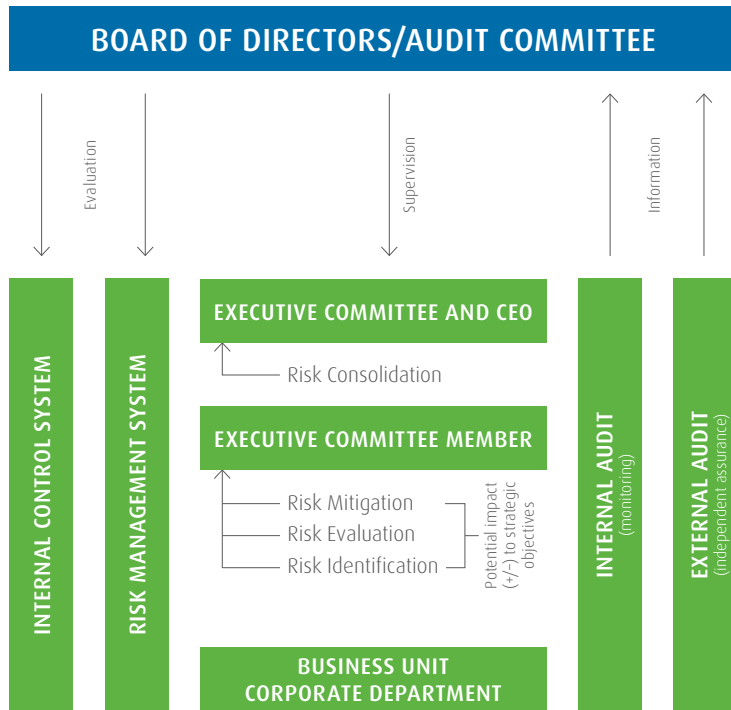 BOARD OF DIRECTORS/AUDIT COMMITTEE
Evaluation
Supervision
Information
INTERNAL CONTROL SYSTEM
RISK MANAGEMENT SYSTEM
EXECUTIVE COMMITTEE AND CEO
Risk Consolidation
EXECUTIVE COMMITTEE MEMBER
Risk Mitigation
Risk Evaluation
Risk Identification
Potential impact
(+/–) to strategic
objectives
BUSINESS UNIT
CORPORATE DEPARTMENT
INTERNAL AUDIT
(monitoring)
EXTERNAL AUDIT
(independent assurance)